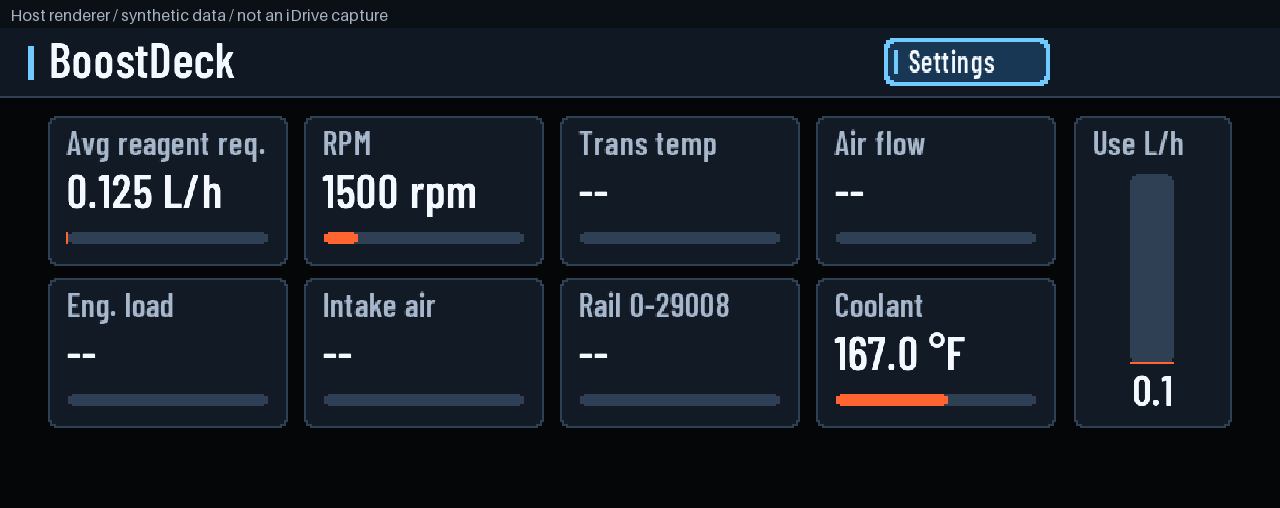 Host renderer / synthetic data / not an iDrive capture
BoostDeck
Settings
Avg reagent req.
0.125 L/h
RPM
1500 rpm
Trans temp
--
Air flow
--
Use L/h
0.1
Eng. load
--
Intake air
--
Rail 0-29008
--
Coolant
167.0 °F